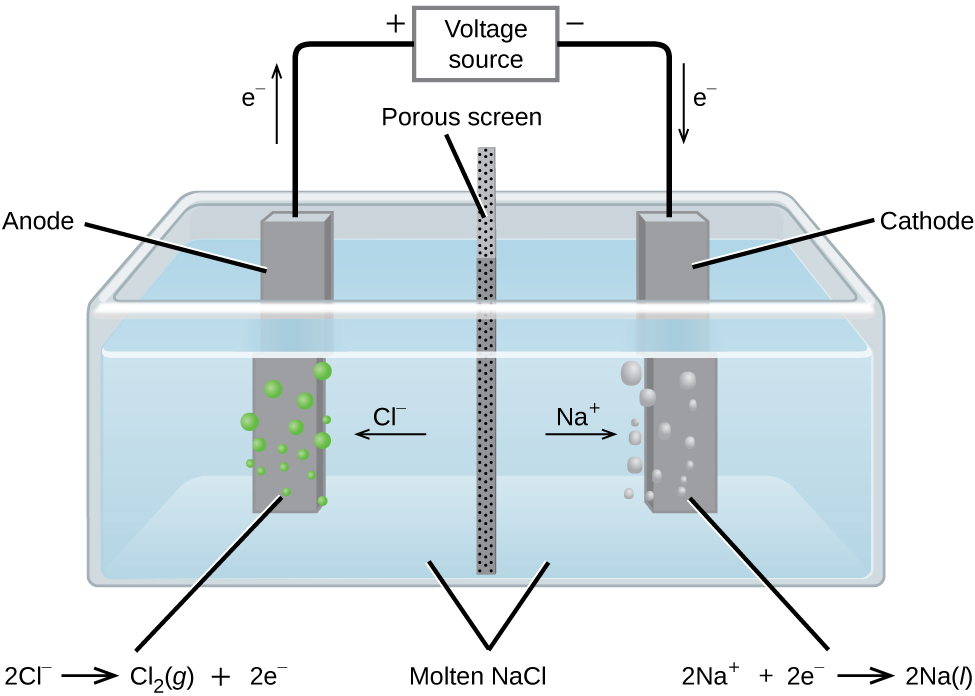 + Voltage −
source
e⁻ e⁻
Porous screen
Anode Cathode
Cl⁻ Na⁺
2Cl⁻ ⟶ Cl₂(g) + 2e⁻ Molten NaCl 2Na⁺ + 2e⁻ ⟶ 2Na(l)